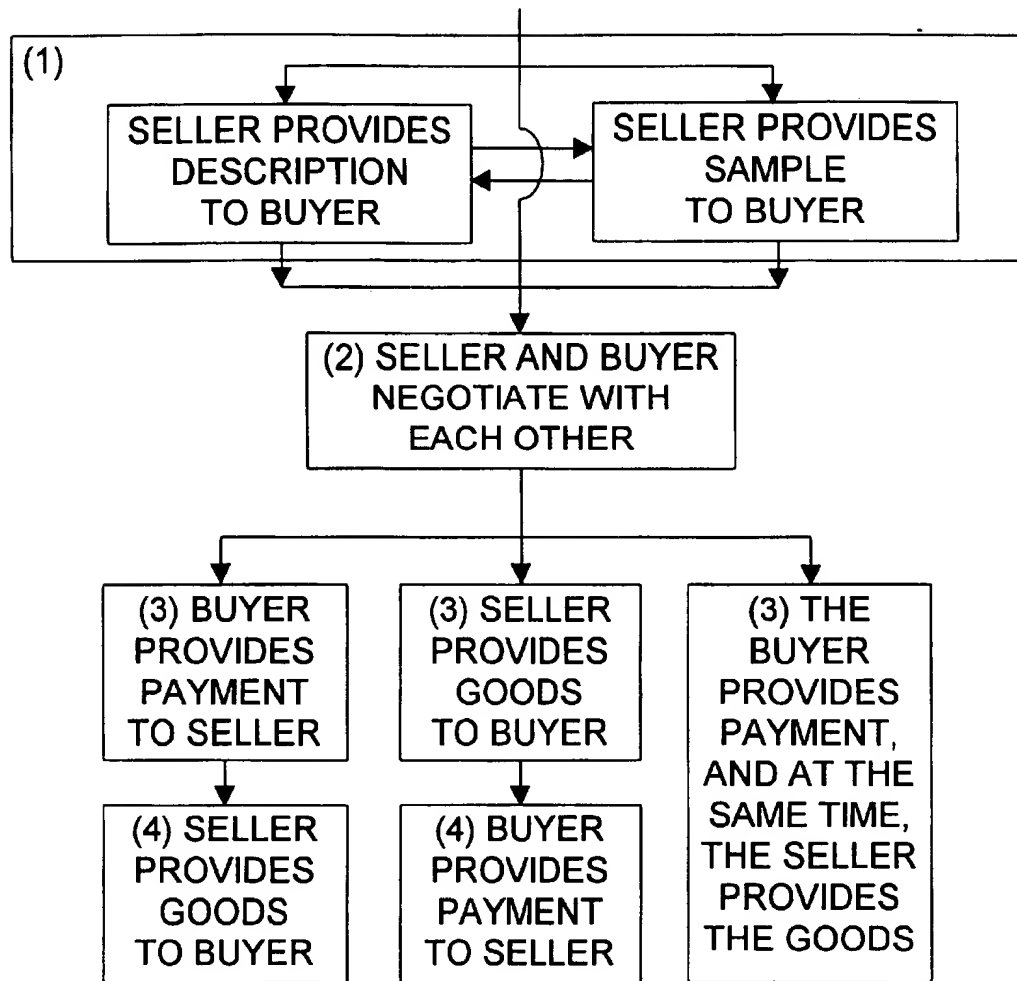 (1)
SELLER PROVIDES
DESCRIPTION
TO BUYER
SELLER PROVIDES
SAMPLE
TO BUYER
(2) SELLER AND BUYER
NEGOTIATE WITH
EACH OTHER
(3) BUYER
PROVIDES
PAYMENT
TO SELLER
(3) SELLER
PROVIDES
GOODS
TO BUYER
(3) THE
BUYER
PROVIDES
PAYMENT,
AND AT THE
SAME TIME,
THE SELLER
PROVIDES
THE GOODS
(4) SELLER
PROVIDES
GOODS
TO BUYER
(4) BUYER
PROVIDES
PAYMENT
TO SELLER